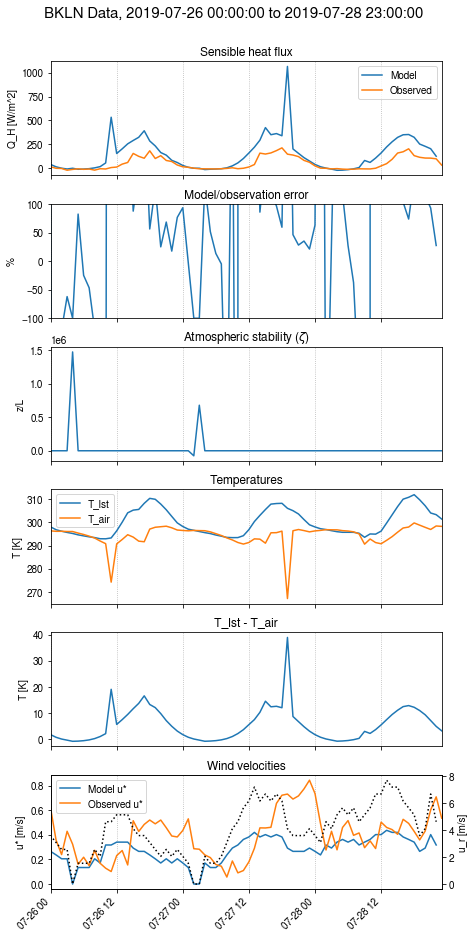 BKLN Data, 2019-07-26 00:00:00 to 2019-07-28 23:00:00
Sensible heat flux
Q_H [W/m^2]
1000
750
500
250
0
Model
Observed
Model/observation error
%
100
50
0
−50
−100
Atmospheric stability (ζ)
1e6
z/L
1.5
1.0
0.5
0.0
Temperatures
T [K]
310
300
290
280
270
T_lst
T_air
T_lst - T_air
T [K]
40
30
20
10
0
Wind velocities
u* [m/s]
0.8
0.6
0.4
0.2
0.0
Model u*
Observed u*
8
6
4
2
0
u_r [m/s]
07-26 00
07-26 12
07-27 00
07-27 12
07-28 00
07-28 12